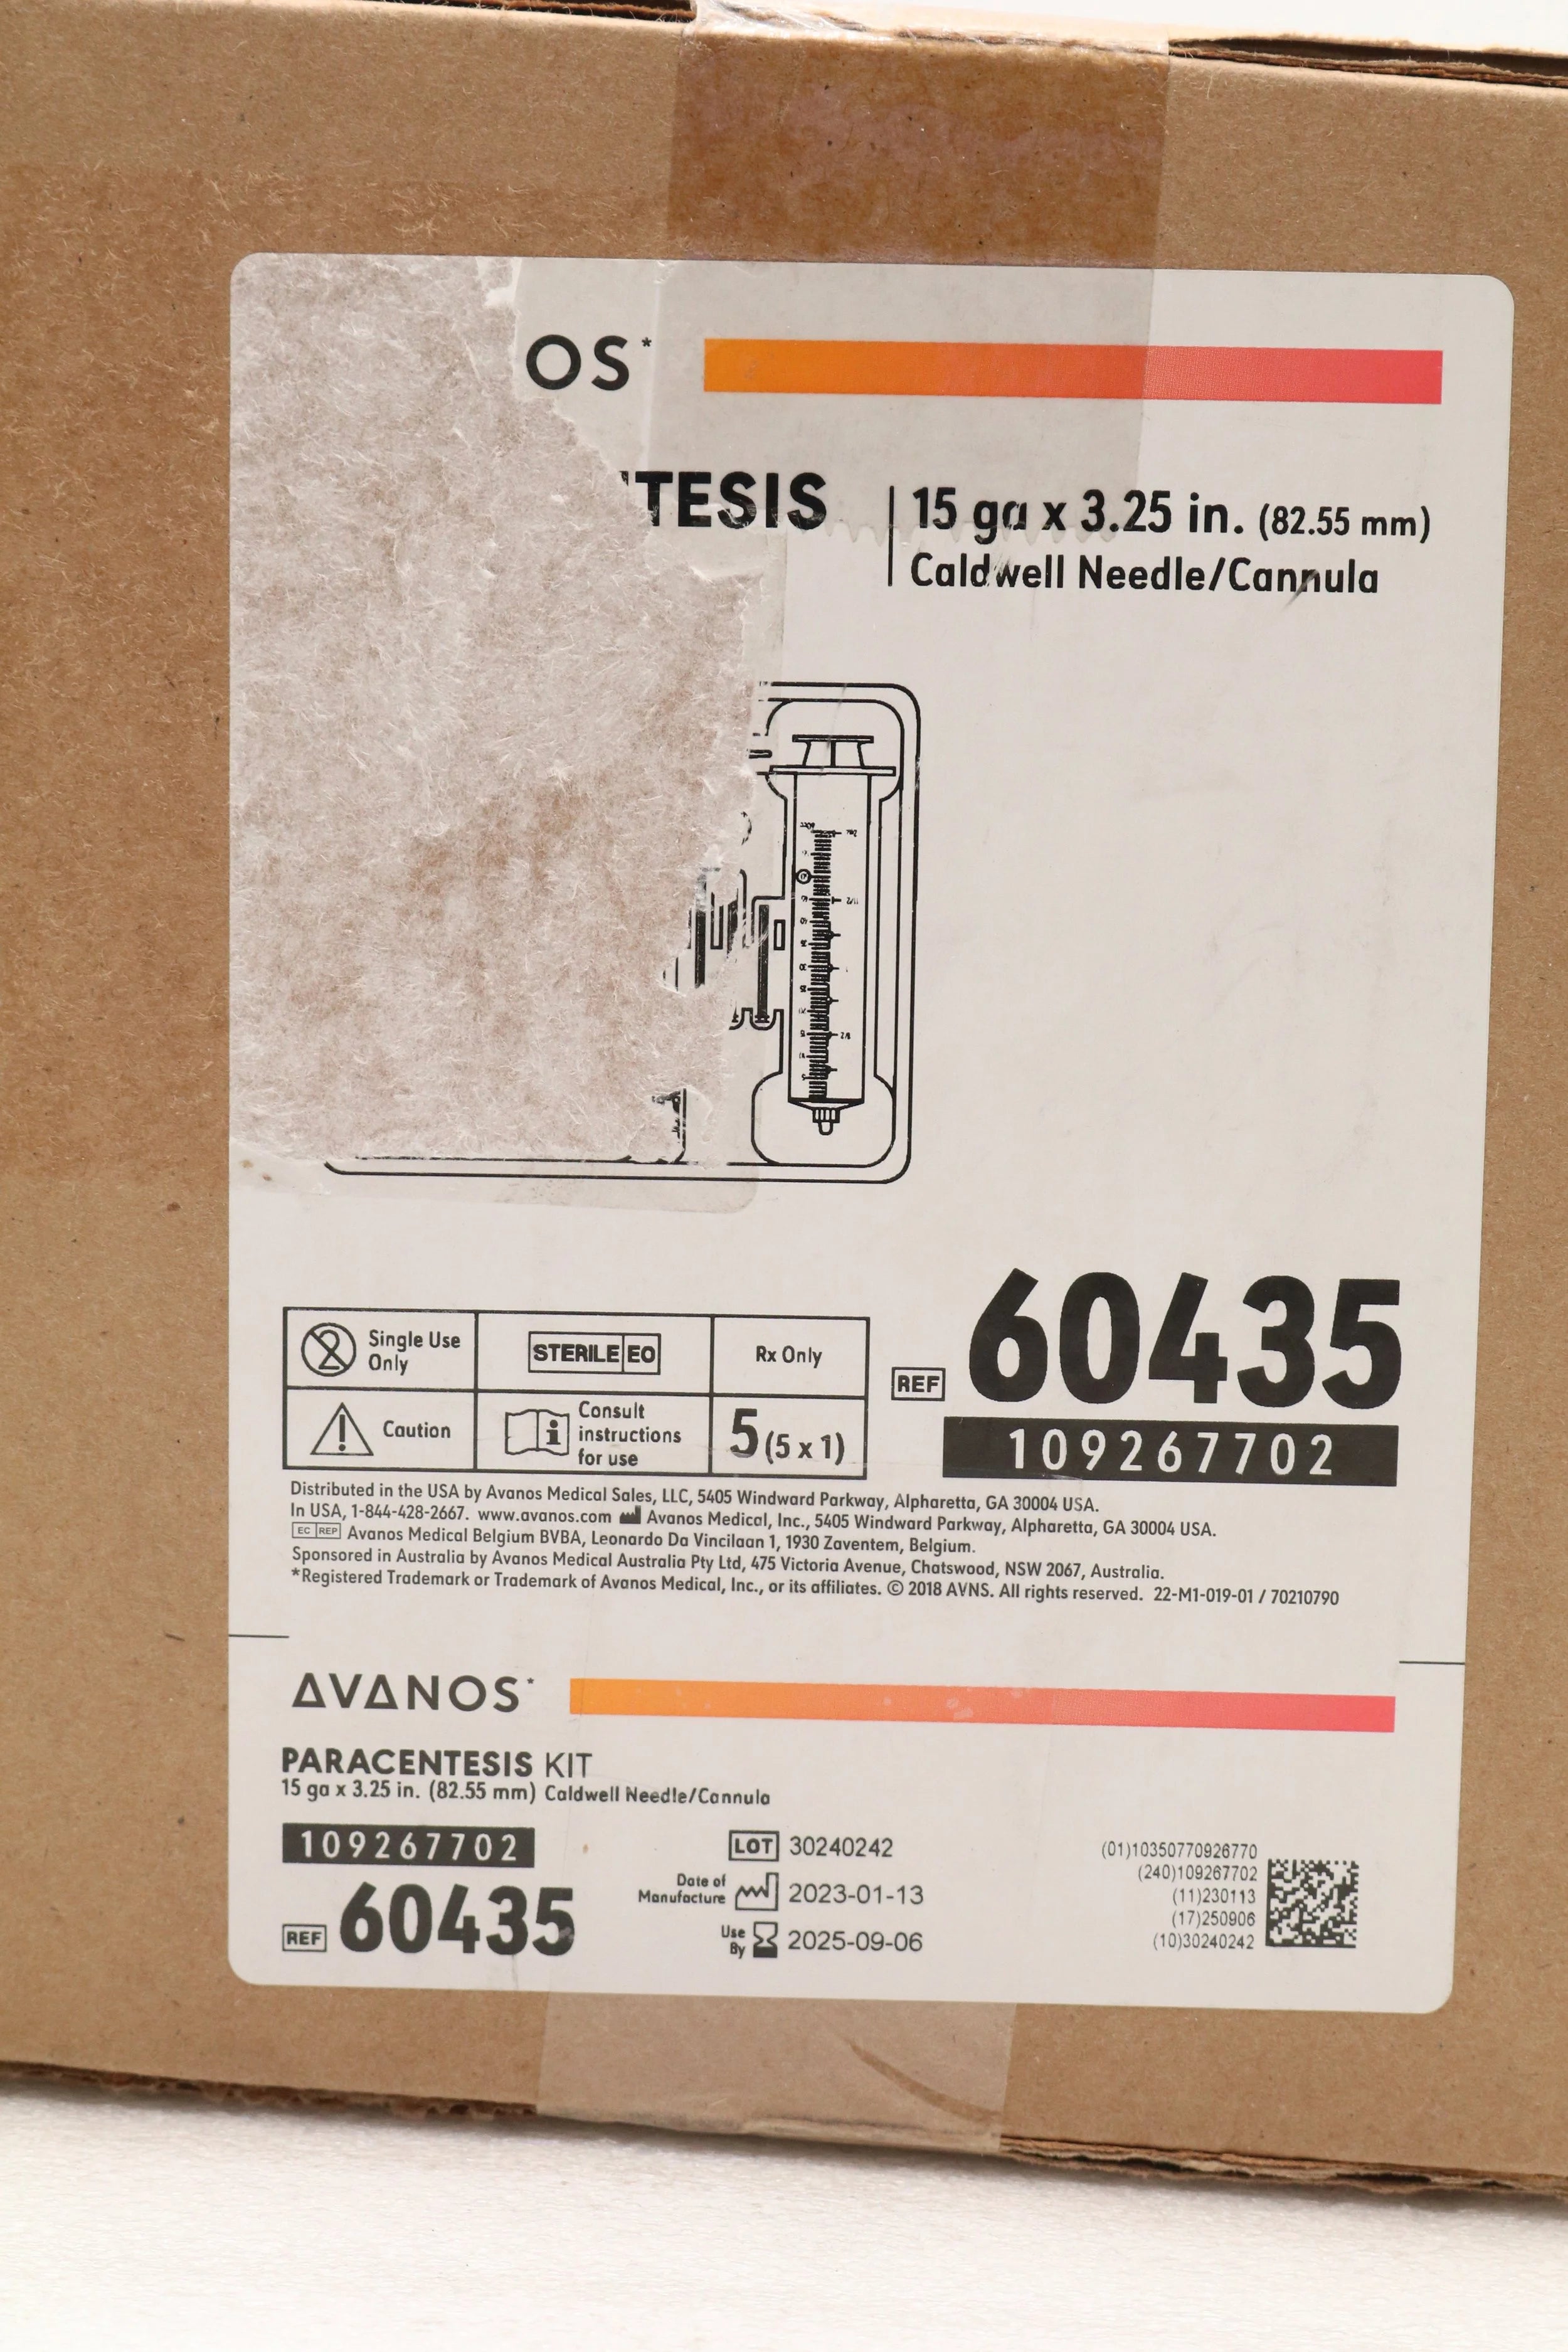 OS*
TESIS
15 ga x 3.25 in. (82.55 mm)
Caldwell Needle/Cannula
Single Use
Only
STERILE EO
Rx Only
Caution
Consult
instructions
for use
5 (5 x 1)
REF 60435
109267702
Distributed in the USA by Avanos Medical Sales, LLC, 5405 Windward Parkway, Alpharetta, GA 30004 USA.
In USA, 1-844-428-2667. www.avanos.com Avanos Medical, Inc., 5405 Windward Parkway, Alpharetta, GA 30004 USA.
EC REP Avanos Medical Belgium BVBA, Leonardo Da Vincilaan 1, 1930 Zaventem, Belgium.
Sponsored in Australia by Avanos Medical Australia Pty Ltd, 475 Victoria Avenue, Chatswood, NSW 2067, Australia.
*Registered Trademark or Trademark of Avanos Medical, Inc., or its affiliates. © 2018 AVNS. All rights reserved. 22-M1-019-01 / 70210790
AVANOS*
PARACENTESIS KIT
15 ga x 3.25 in. (82.55 mm) Caldwell Needle/Cannula
109267702
REF 60435
LOT 30240242
Date of
Manufacture 2023-01-13
Use
By 2025-09-06
(01)10350770926770
(240)109267702
(11)230113
(17)250906
(10)30240242